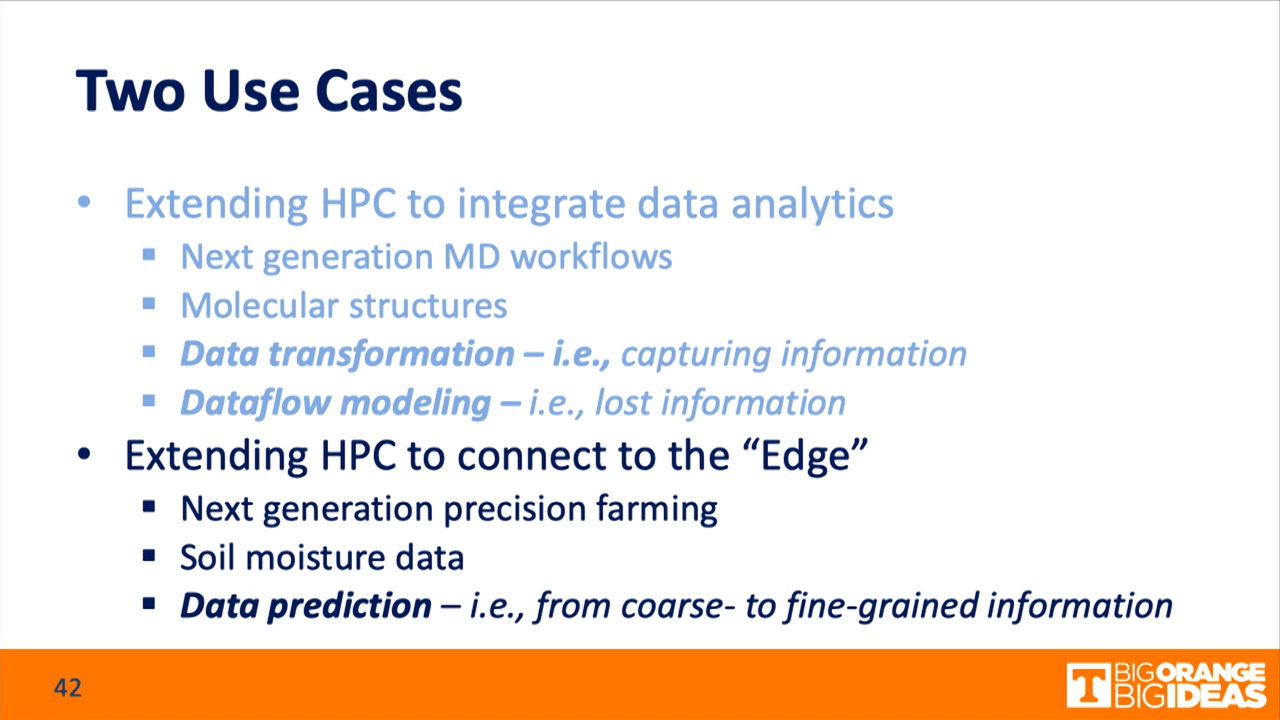 Two Use Cases
• Extending HPC to integrate data analytics
▪ Next generation MD workflows
▪ Molecular structures
▪ Data transformation – i.e., capturing information
▪ Dataflow modeling – i.e., lost information
• Extending HPC to connect to the “Edge”
▪ Next generation precision farming
▪ Soil moisture data
▪ Data prediction – i.e., from coarse- to fine-grained information
42
T
BIG ORANGE
BIG IDEAS